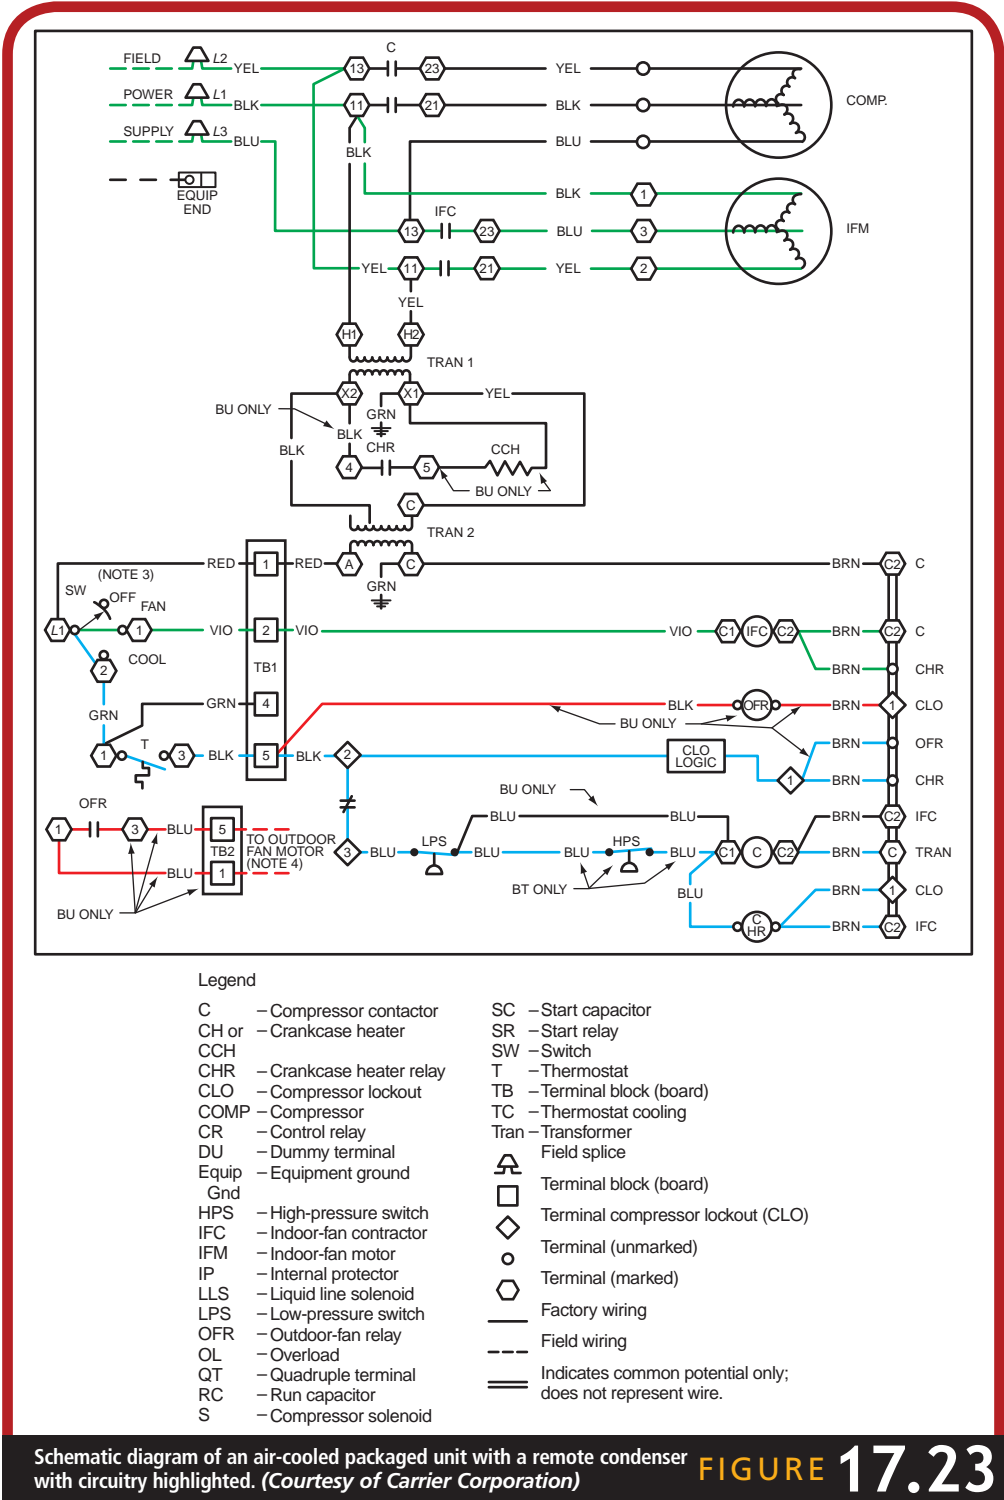 C
FIELD L2 YEL 13 23 YEL
POWER L1 BLK 11 21 BLK COMP.
SUPPLY L3 BLU BLK BLU
EQUIP
END
BLK 1
IFC
13 23 BLU 3 IFM
YEL 11 21 YEL 2
YEL
H1 H2
TRAN 1
X2 X1 YEL
BU ONLY GRN
BLK
BLK CHR CCH
4 5
BU ONLY
C
TRAN 2
RED 1 RED A C BRN C2 C
(NOTE 3)
SW OFF
FAN
GRN
L1 1 VIO 2 VIO VIO C1 IFC C2 BRN C2 C
COOL
2 TB1 BRN CHR
GRN GRN 4 BLK OFR BRN 1 CLO
BU ONLY
1 T 3 BLK 5 BLK 2 CLO
LOGIC BRN OFR
1 BRN CHR
BU ONLY
OFR BLU BLU BRN C2 IFC
1 3 BLU 5 TO OUTDOOR
FAN MOTOR
(NOTE 4)
TB2
3 BLU LPS BLU BLU HPS BLU C1 C C2 BRN C TRAN
BLU 1 BT ONLY BLU BRN 1 CLO
BU ONLY
C
HR BRN C2 IFC
Legend
C – Compressor contactor
CH or – Crankcase heater
CCH
CHR – Crankcase heater relay
CLO – Compressor lockout
COMP – Compressor
CR – Control relay
DU – Dummy terminal
Equip – Equipment ground
Gnd
HPS – High-pressure switch
IFC – Indoor-fan contractor
IFM – Indoor-fan motor
IP – Internal protector
LLS – Liquid line solenoid
LPS – Low-pressure switch
OFR – Outdoor-fan relay
OL – Overload
QT – Quadruple terminal
RC – Run capacitor
S – Compressor solenoid
SC – Start capacitor
SR – Start relay
SW – Switch
T – Thermostat
TB – Terminal block (board)
TC – Thermostat cooling
Tran – Transformer
Field splice
Terminal block (board)
Terminal compressor lockout (CLO)
Terminal (unmarked)
Terminal (marked)
Factory wiring
Field wiring
Indicates common potential only;
does not represent wire.
Schematic diagram of an air-cooled packaged unit with a remote condenser
with circuitry highlighted. (Courtesy of Carrier Corporation)
FIGURE 17.23